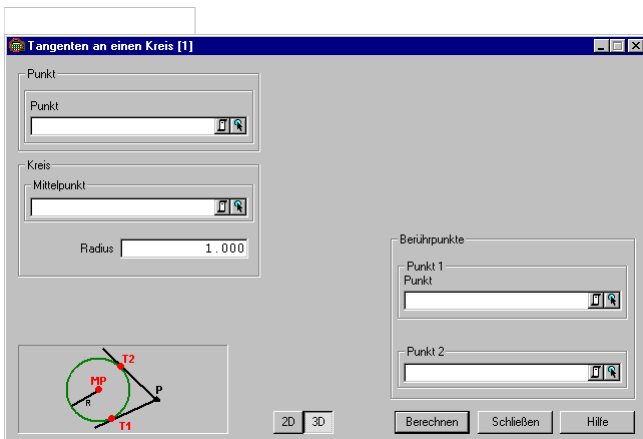 Tangenten an einen Kreis [1]
Punkt
Punkt
Kreis
Mittelpunkt
Radius 1.000
Berührpunkte
Punkt 1
Punkt
Punkt 2
T2
MP
R
P
T1
2D 3D Berechnen Schließen Hilfe